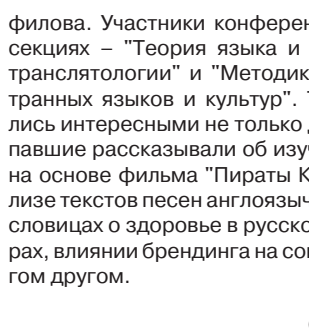 филова. Участники конферен
секциях – "Теория языка и
транслятологии" и "Методик
транных языков и культур".
лись интересными не только
павшие рассказывали об изу
на основе фильма "Пираты К
лизе текстов песен англоязыч
словицах о здоровье в русско
рах, влиянии брендинга на со
гом другом.